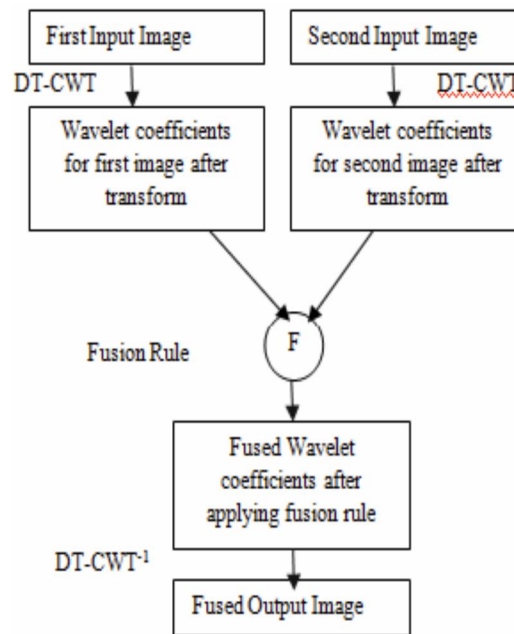 First Input Image
Second Input Image
DT-CWT
DT-CWT
Wavelet coefficients
for first image after
transform
Wavelet coefficients
for second image after
transform
F
Fusion Rule
Fused Wavelet
coefficients after
applying fusion rule
DT-CWT⁻¹
Fused Output Image